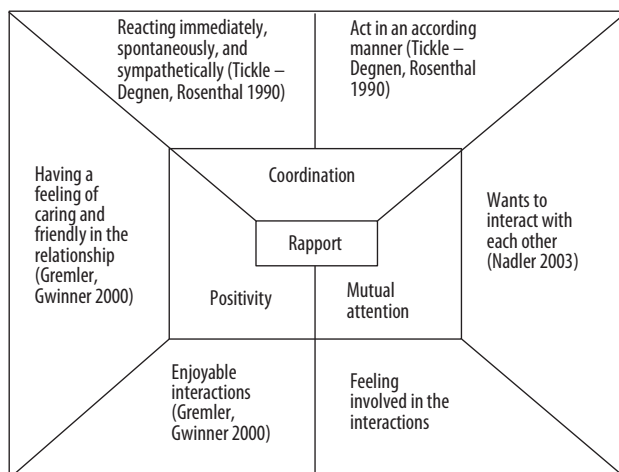 Reacting immediately,
spontaneously, and
sympathetically (Tickle –
Degnen, Rosenthal 1990)
Act in an according
manner (Tickle –
Degnen, Rosenthal
1990)
Having a
feeling of
caring and
friendly in the
relationship
(Gremler,
Gwinner 2000)
Coordination
Rapport
Positivity
Mutual
attention
Wants to
interact with
each other
(Nadler 2003)
Enjoyable
interactions
(Gremler,
Gwinner 2000)
Feeling
involved in the
interactions